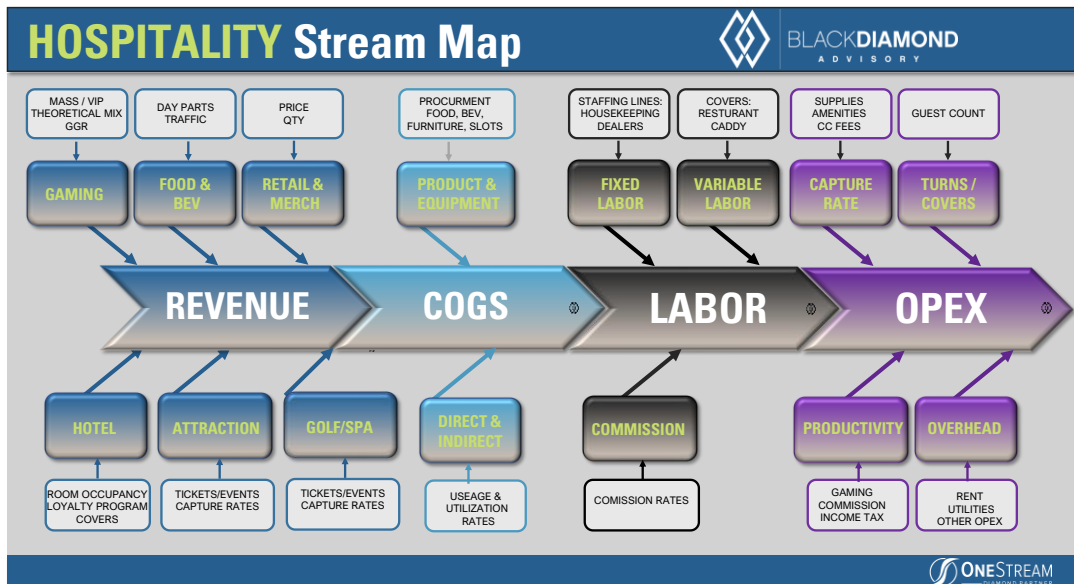 HOSPITALITY Stream Map
BLACKDIAMOND
ADVISORY
MASS / VIP
THEORETICAL MIX
GGR
DAY PARTS
TRAFFIC
PRICE
QTY
PROCURMENT
FOOD, BEV,
FURNITURE, SLOTS
STAFFING LINES:
HOUSEKEEPING
DEALERS
COVERS:
RESTURANT
CADDY
SUPPLIES
AMENITIES
CC FEES
GUEST COUNT
GAMING
FOOD &
BEV
RETAIL &
MERCH
PRODUCT &
EQUIPMENT
FIXED
LABOR
VARIABLE
LABOR
CAPTURE
RATE
TURNS /
COVERS
REVENUE
COGS
LABOR
OPEX
HOTEL
ATTRACTION
GOLF/SPA
DIRECT &
INDIRECT
COMMISSION
PRODUCTIVITY
OVERHEAD
ROOM OCCUPANCY
LOYALTY PROGRAM
COVERS
TICKETS/EVENTS
CAPTURE RATES
TICKETS/EVENTS
CAPTURE RATES
USEAGE &
UTILIZATION
RATES
COMISSION RATES
GAMING
COMMISSION
INCOME TAX
RENT
UTILITIES
OTHER OPEX
ONESTREAM
DIAMOND PARTNER